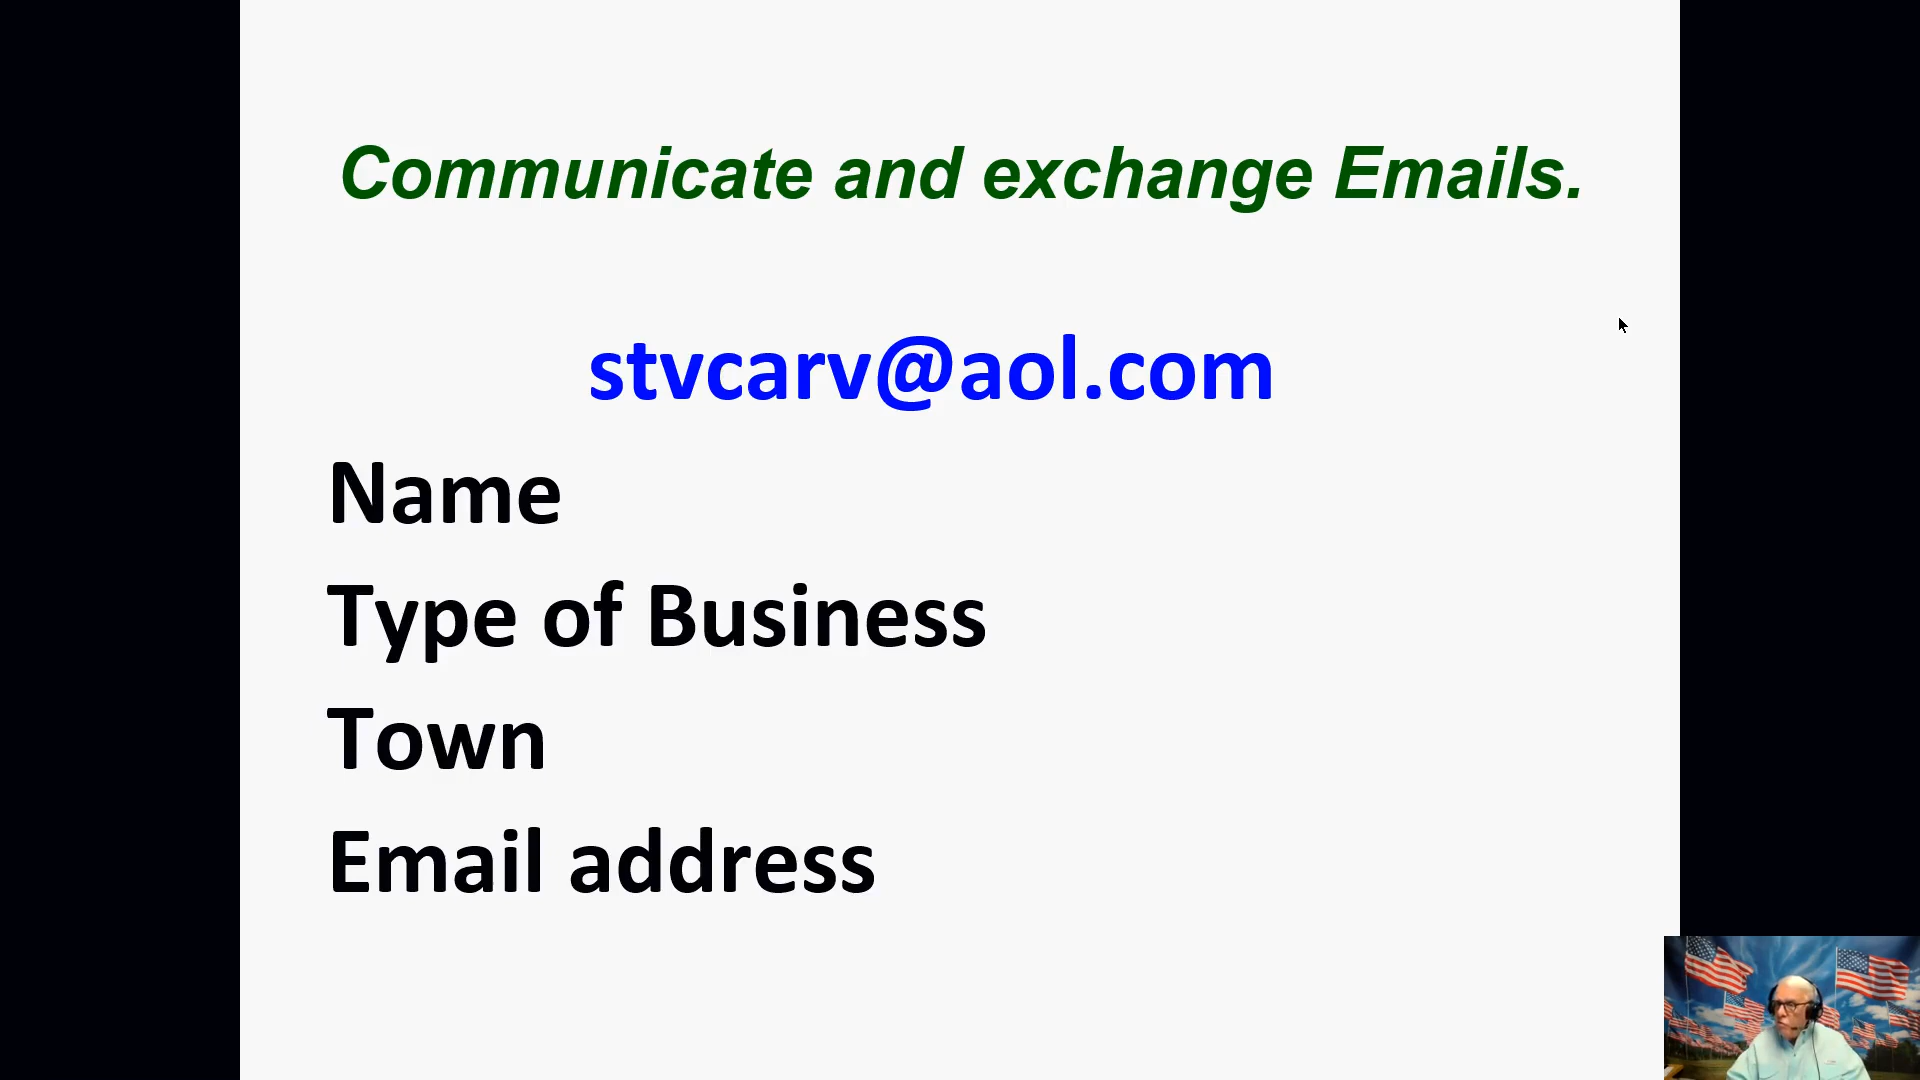 Communicate and exchange Emails.
stvcarv@aol.com
Name
Type of Business
Town
Email address